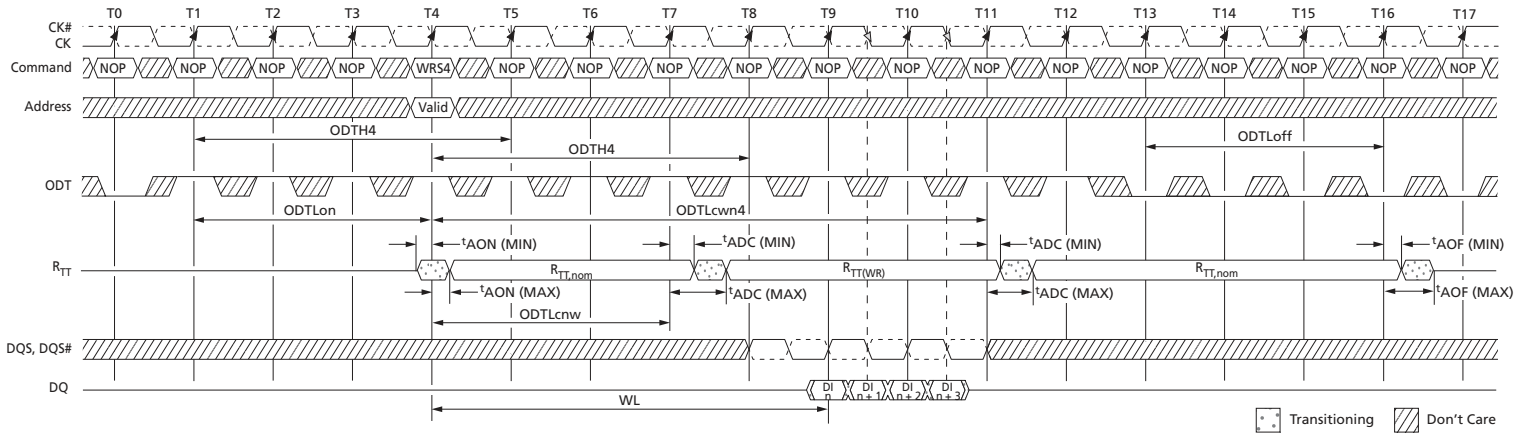 T0 T1 T2 T3 T4 T5 T6 T7 T8 T9 T10 T11 T12 T13 T14 T15 T16 T17
CK#
CK
Command NOP NOP NOP NOP WRS4 NOP NOP NOP NOP NOP NOP NOP NOP NOP NOP NOP NOP NOP
Address Valid
ODTH4 ODTLoff
ODTH4
ODT
ODTLon ODTLcwn4
tAON (MIN) tADC (MIN) tADC (MIN) tAOF (MIN)
RTT RTT,nom RTT(WR) RTT,nom
tAON (MAX) tADC (MAX) tADC (MAX) tAOF (MAX)
ODTLcnw
DQS, DQS#
DQ DI n DI n + 1 DI n + 2 DI n + 3
WL
Transitioning Don't Care